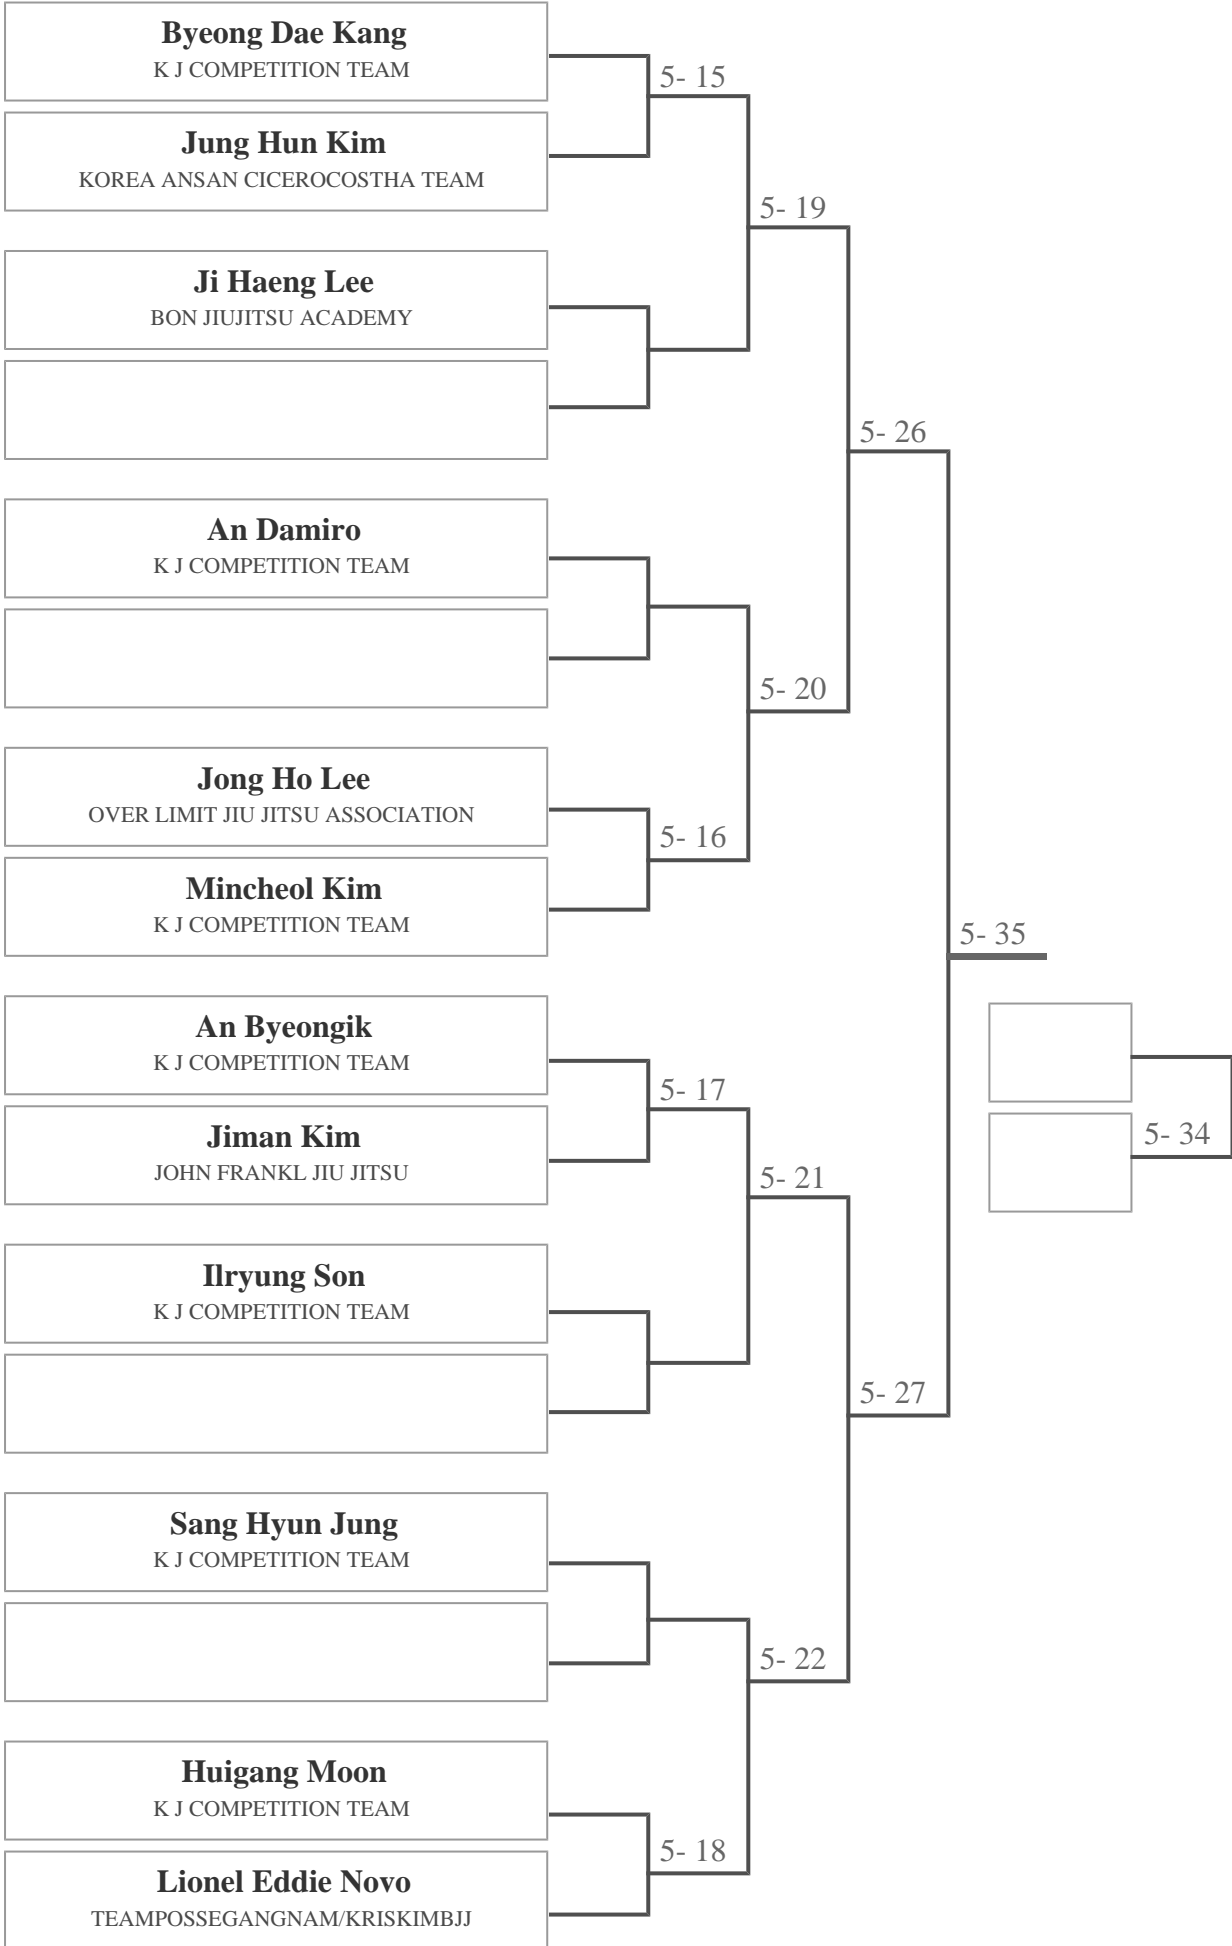 Byeong Dae Kang
K J COMPETITION TEAM
5- 15
Jung Hun Kim
KOREA ANSAN CICEROCOSTHA TEAM
5- 19
Ji Haeng Lee
BON JIUJITSU ACADEMY
5- 26
An Damiro
K J COMPETITION TEAM
5- 20
Jong Ho Lee
OVER LIMIT JIU JITSU ASSOCIATION
5- 16
Mincheol Kim
K J COMPETITION TEAM
5- 35
An Byeongik
K J COMPETITION TEAM
5- 17
Jiman Kim
JOHN FRANKL JIU JITSU
5- 34
5- 21
Ilryung Son
K J COMPETITION TEAM
5- 27
Sang Hyun Jung
K J COMPETITION TEAM
5- 22
Huigang Moon
K J COMPETITION TEAM
5- 18
Lionel Eddie Novo
TEAMPOSSEGANGNAM/KRISKIMBJJ